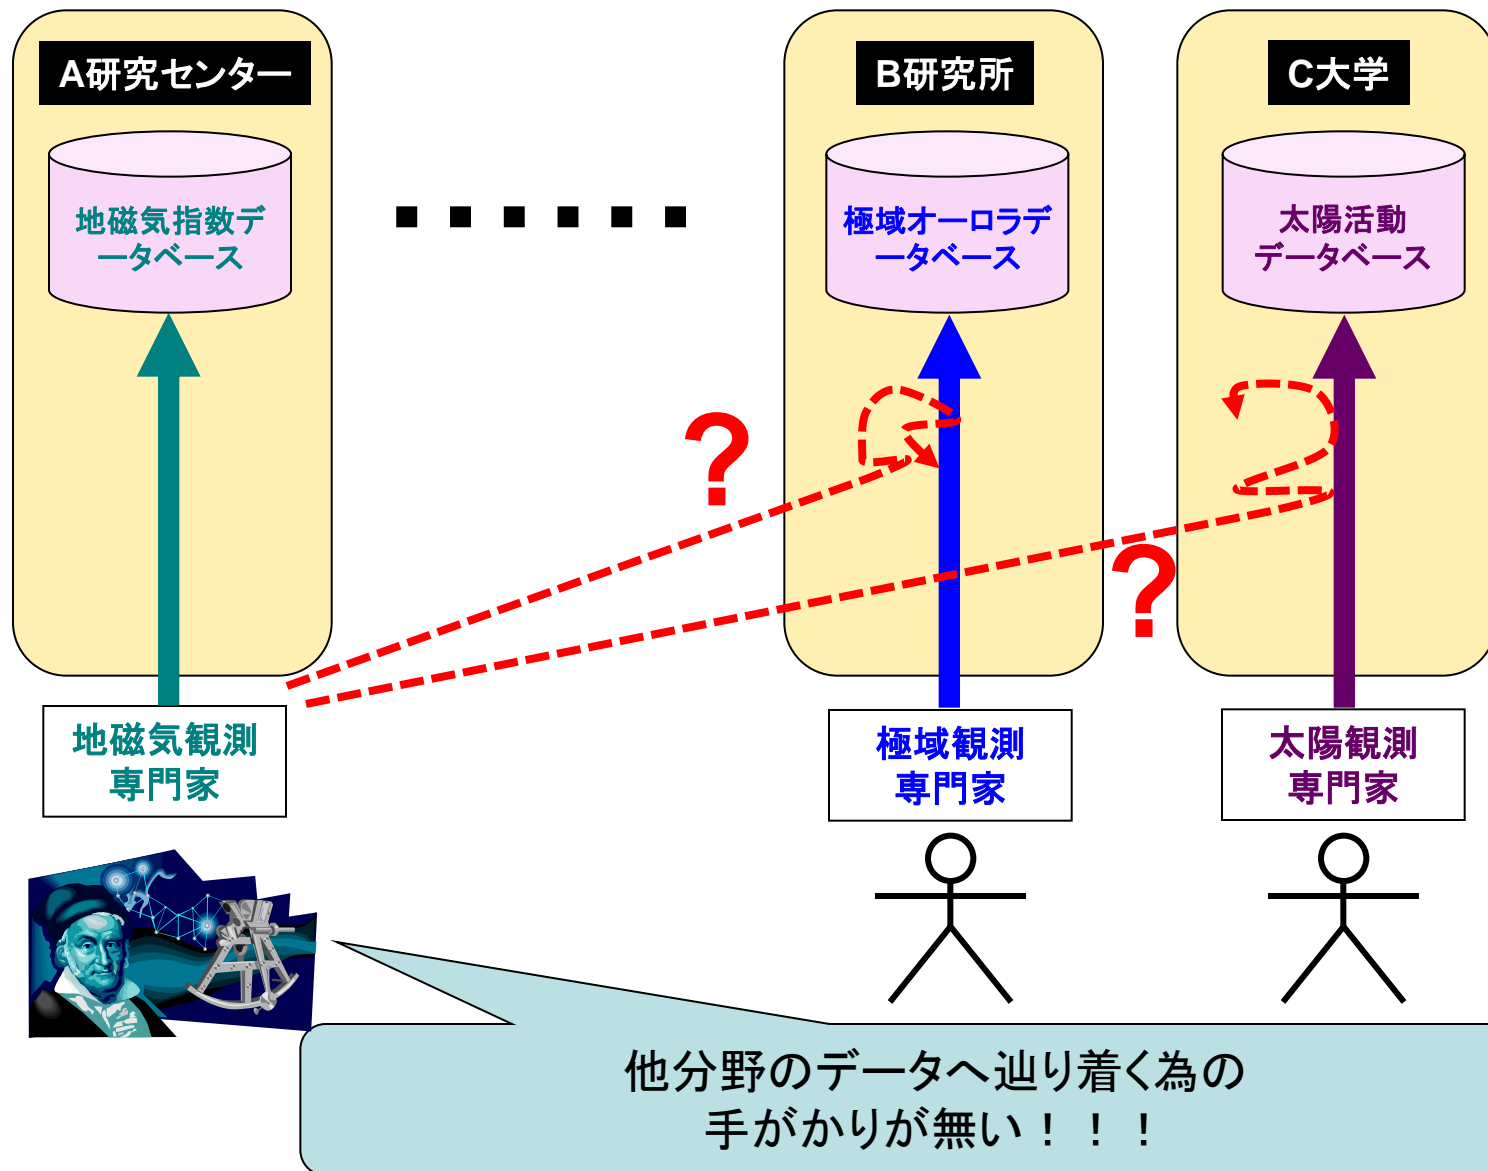 A研究センター
B研究所
C大学
地磁気指数デ
ータベース
・・・・・・
極域オーロラデ
ータベース
太陽活動
データベース
?
?
地磁気観測
専門家
極域観測
専門家
太陽観測
専門家
他分野のデータへ辿り着く為の
手がかりが無い！！！